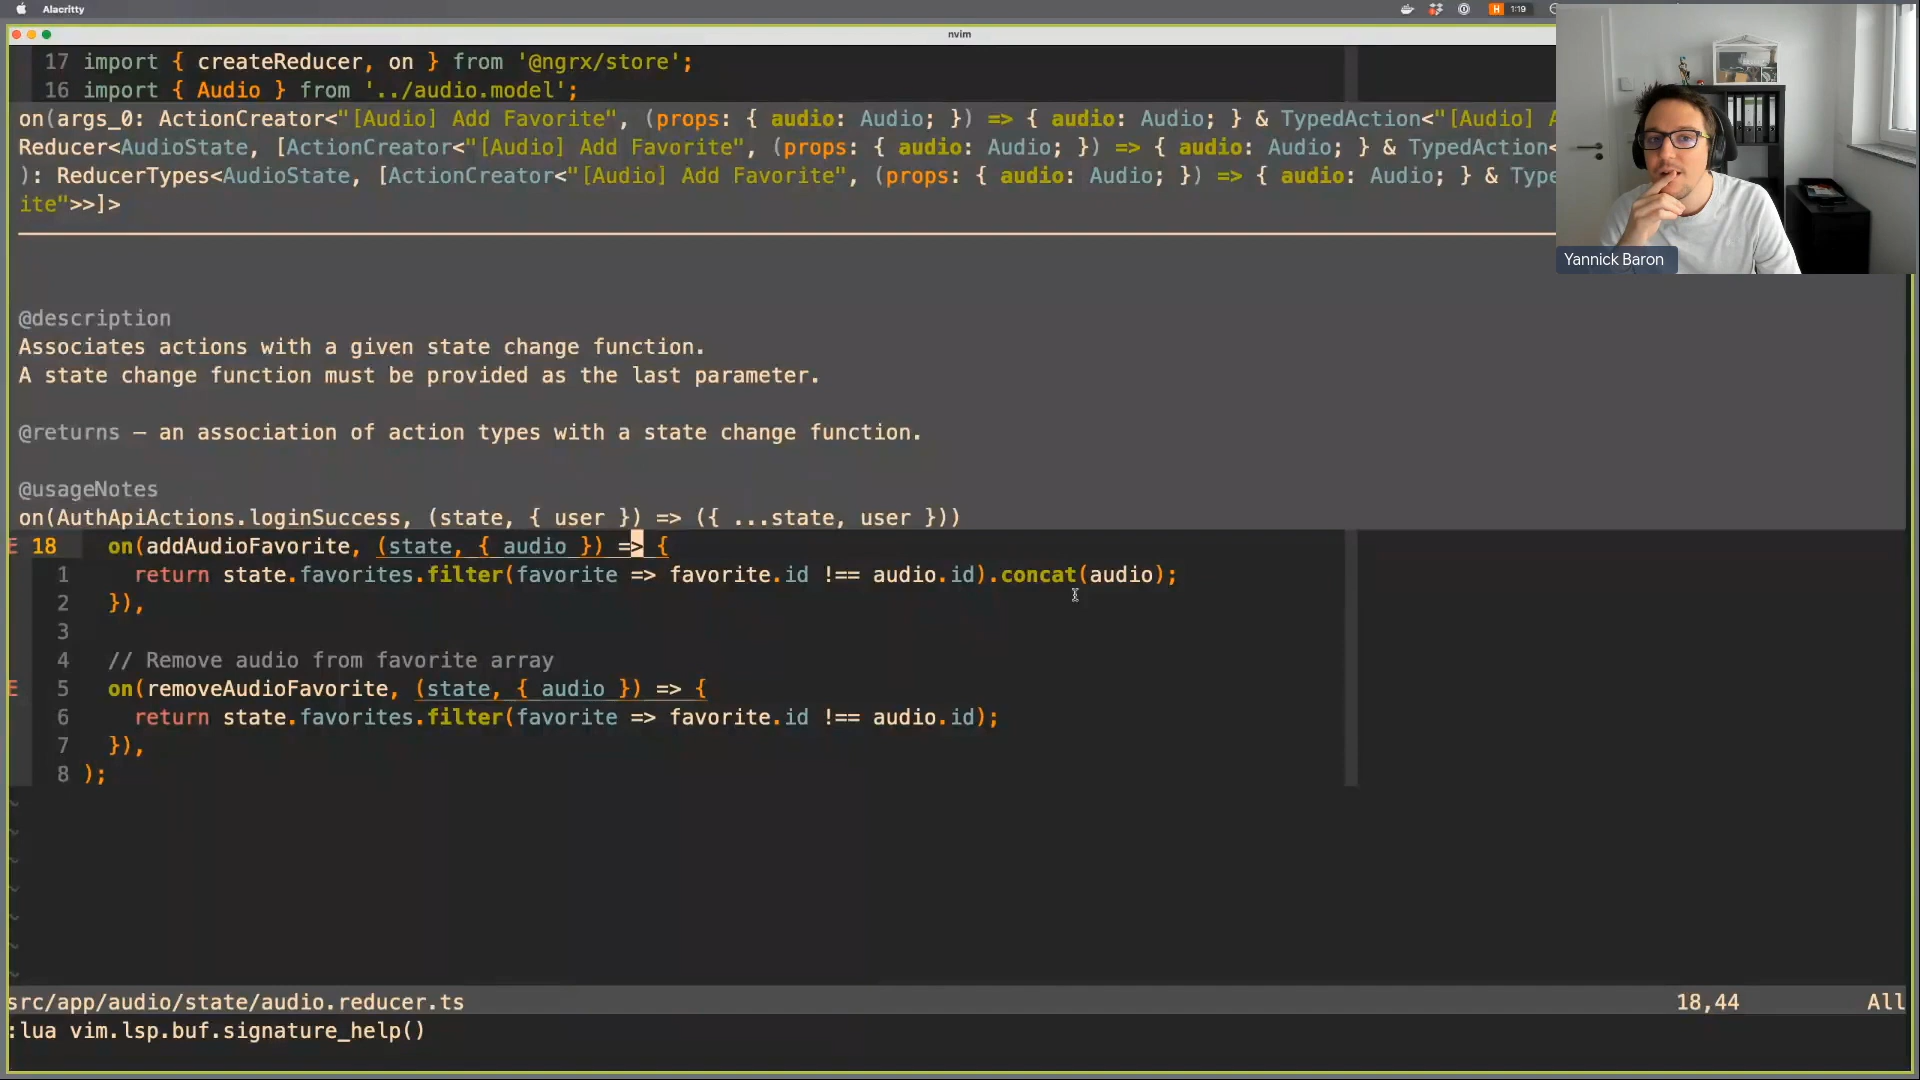 Alacritty
H 1:19
nvim
17 import { createReducer, on } from '@ngrx/store';
16 import { Audio } from '../audio.model';
on(args_0: ActionCreator<"[Audio] Add Favorite", (props: { audio: Audio; }) => { audio: Audio; } & TypedAction<"[Audio] A
Reducer<AudioState, [ActionCreator<"[Audio] Add Favorite", (props: { audio: Audio; }) => { audio: Audio; } & TypedAction<
): ReducerTypes<AudioState, [ActionCreator<"[Audio] Add Favorite", (props: { audio: Audio; }) => { audio: Audio; } & Type
ite">>]>
Yannick Baron
@description
Associates actions with a given state change function.
A state change function must be provided as the last parameter.
@returns — an association of action types with a state change function.
@usageNotes
on(AuthApiActions.loginSuccess, (state, { user }) => ({ ...state, user }))
E 18 on(addAudioFavorite, (state, { audio }) => {
1 return state.favorites.filter(favorite => favorite.id !== audio.id).concat(audio);
2 }),
3
4 // Remove audio from favorite array
E 5 on(removeAudioFavorite, (state, { audio }) => {
6 return state.favorites.filter(favorite => favorite.id !== audio.id);
7 }),
8 );
~
~
~
~
~
~
~
src/app/audio/state/audio.reducer.ts 18,44 All
:lua vim.lsp.buf.signature_help()